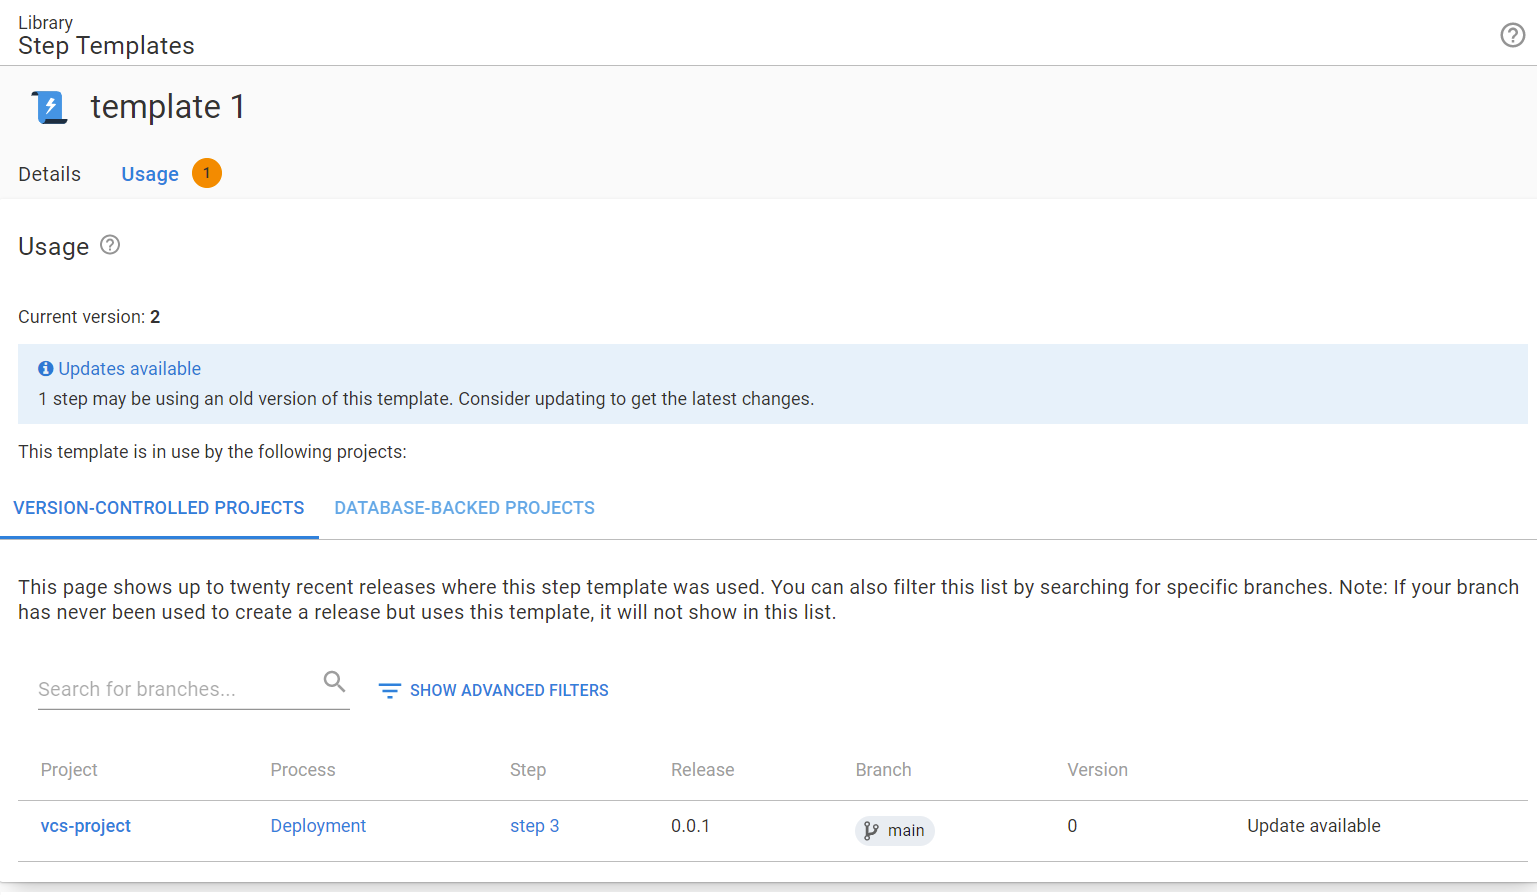 Library
Step Templates
template 1
Details Usage 1
Usage
Current version: 2
Updates available
1 step may be using an old version of this template. Consider updating to get the latest changes.
This template is in use by the following projects:
VERSION-CONTROLLED PROJECTS DATABASE-BACKED PROJECTS
This page shows up to twenty recent releases where this step template was used. You can also filter this list by searching for specific branches. Note: If your branch
has never been used to create a release but uses this template, it will not show in this list.
Search for branches... SHOW ADVANCED FILTERS
Project Process Step Release Branch Version
vcs-project Deployment step 3 0.0.1 main 0 Update available